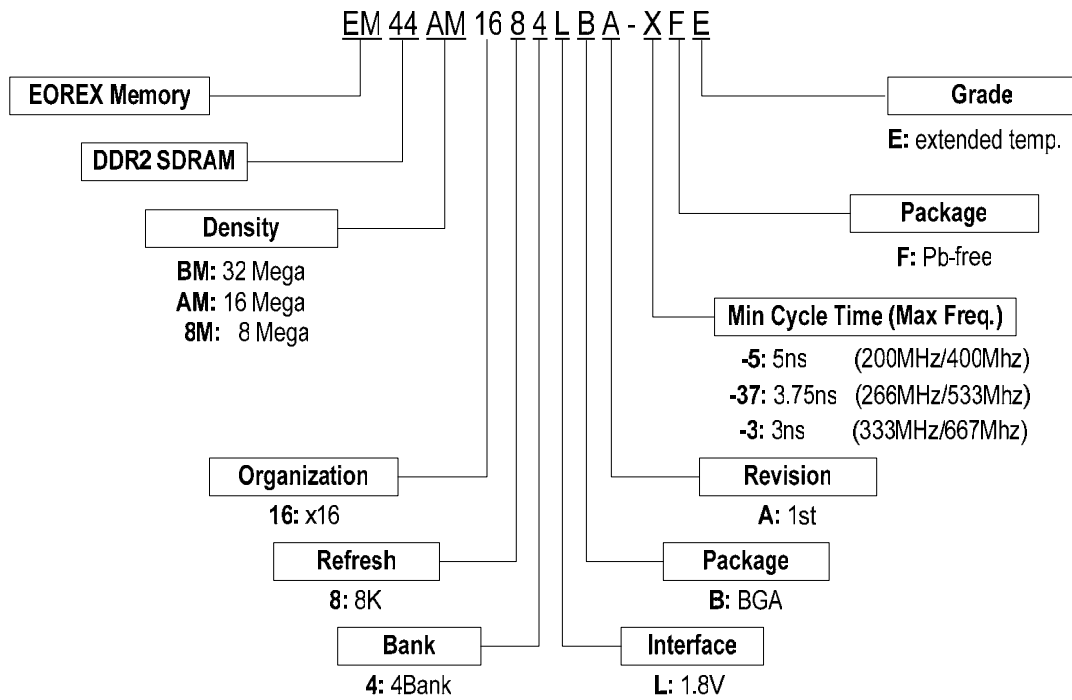 EM 44 AM 16 8 4 L B A - X F E
EOREX Memory
Grade
E: extended temp.
DDR2 SDRAM
Package
F: Pb-free
Density
BM: 32 Mega
AM: 16 Mega
8M: 8 Mega
Min Cycle Time (Max Freq.)
-5: 5ns (200MHz/400Mhz)
-37: 3.75ns (266MHz/533Mhz)
-3: 3ns (333MHz/667Mhz)
Organization
16: x16
Revision
A: 1st
Refresh
8: 8K
Package
B: BGA
Bank
4: 4Bank
Interface
L: 1.8V